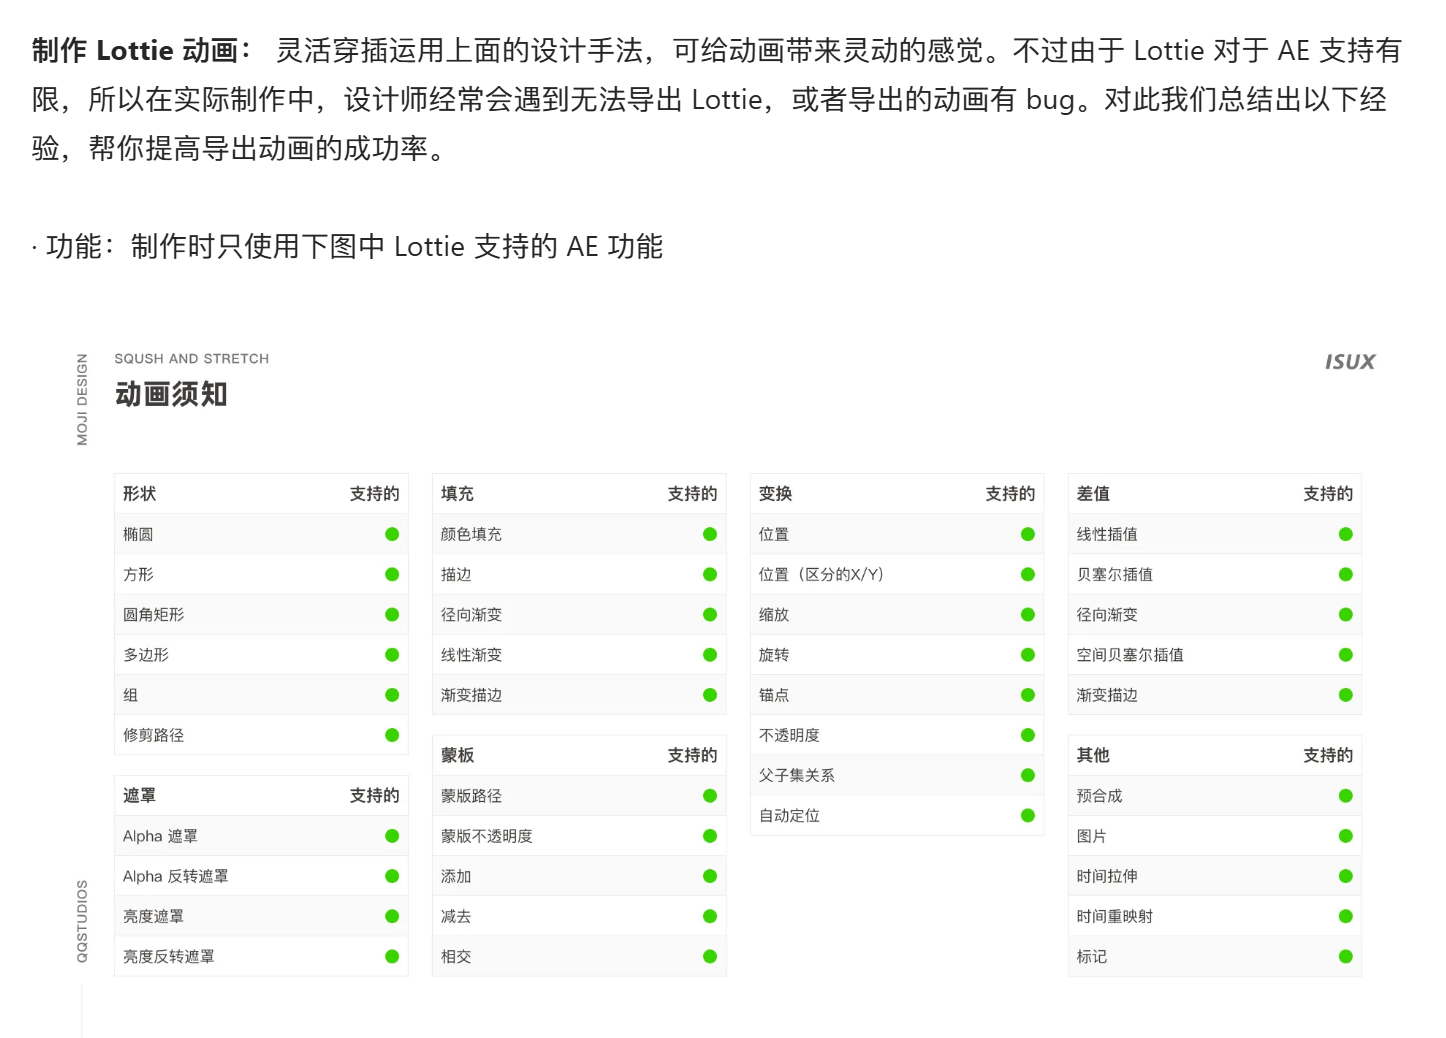 制作 Lottie 动画： 灵活穿插运用上面的设计手法，可给动画带来灵动的感觉。不过由于 Lottie 对于 AE 支持有
限，所以在实际制作中，设计师经常会遇到无法导出 Lottie，或者导出的动画有 bug。对此我们总结出以下经
验，帮你提高导出动画的成功率。
· 功能：制作时只使用下图中 Lottie 支持的 AE 功能
MOJI DESIGN
SQUSH AND STRETCH
动画须知
ISUX
形状 支持的
椭圆
方形
圆角矩形
多边形
组
修剪路径
遮罩 支持的
Alpha 遮罩
Alpha 反转遮罩
亮度遮罩
亮度反转遮罩
填充 支持的
颜色填充
描边
径向渐变
线性渐变
渐变描边
蒙板 支持的
蒙版路径
蒙版不透明度
添加
减去
相交
变换 支持的
位置
位置（区分的X/Y）
缩放
旋转
锚点
不透明度
父子集关系
自动定位
差值 支持的
线性插值
贝塞尔插值
径向渐变
空间贝塞尔插值
渐变描边
其他 支持的
预合成
图片
时间拉伸
时间重映射
标记
QQSTUDIOS